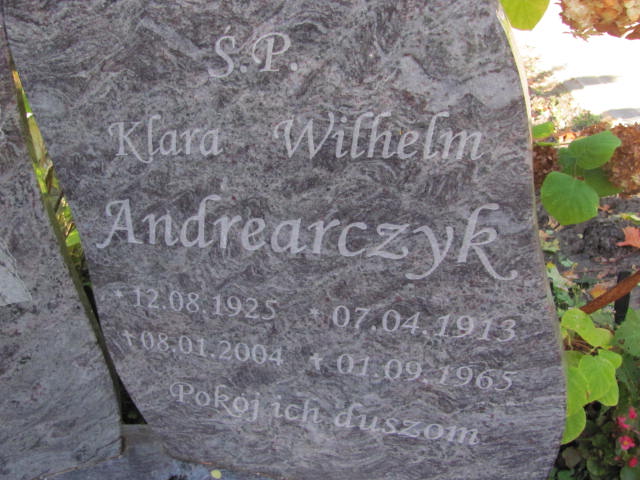 Ś.P.
Klara Wilhelm
Andrearczyk
* 12.08.1925 * 07.04.1913
† 08.01.2004 † 01.09.1965
Pokój ich duszom